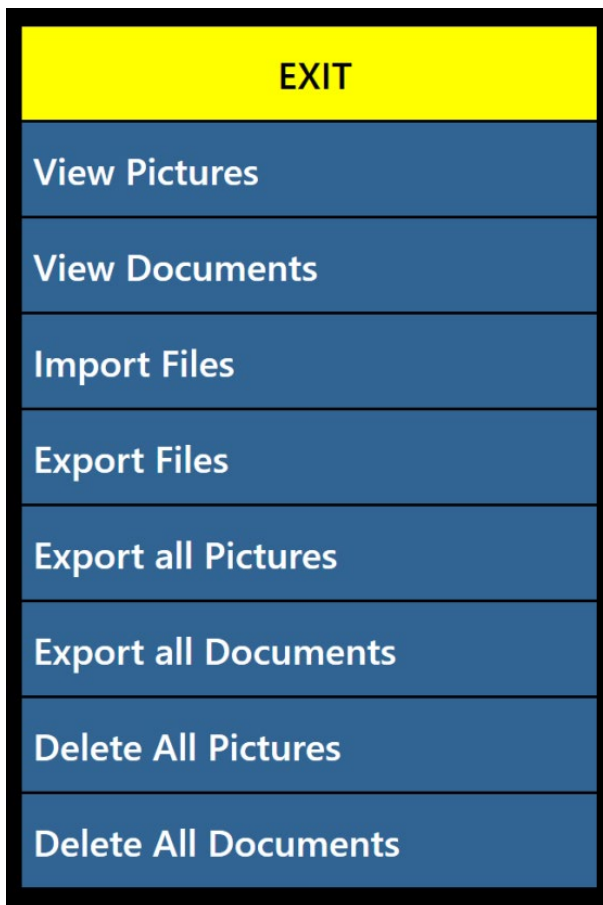 EXIT
View Pictures
View Documents
Import Files
Export Files
Export all Pictures
Export all Documents
Delete All Pictures
Delete All Documents